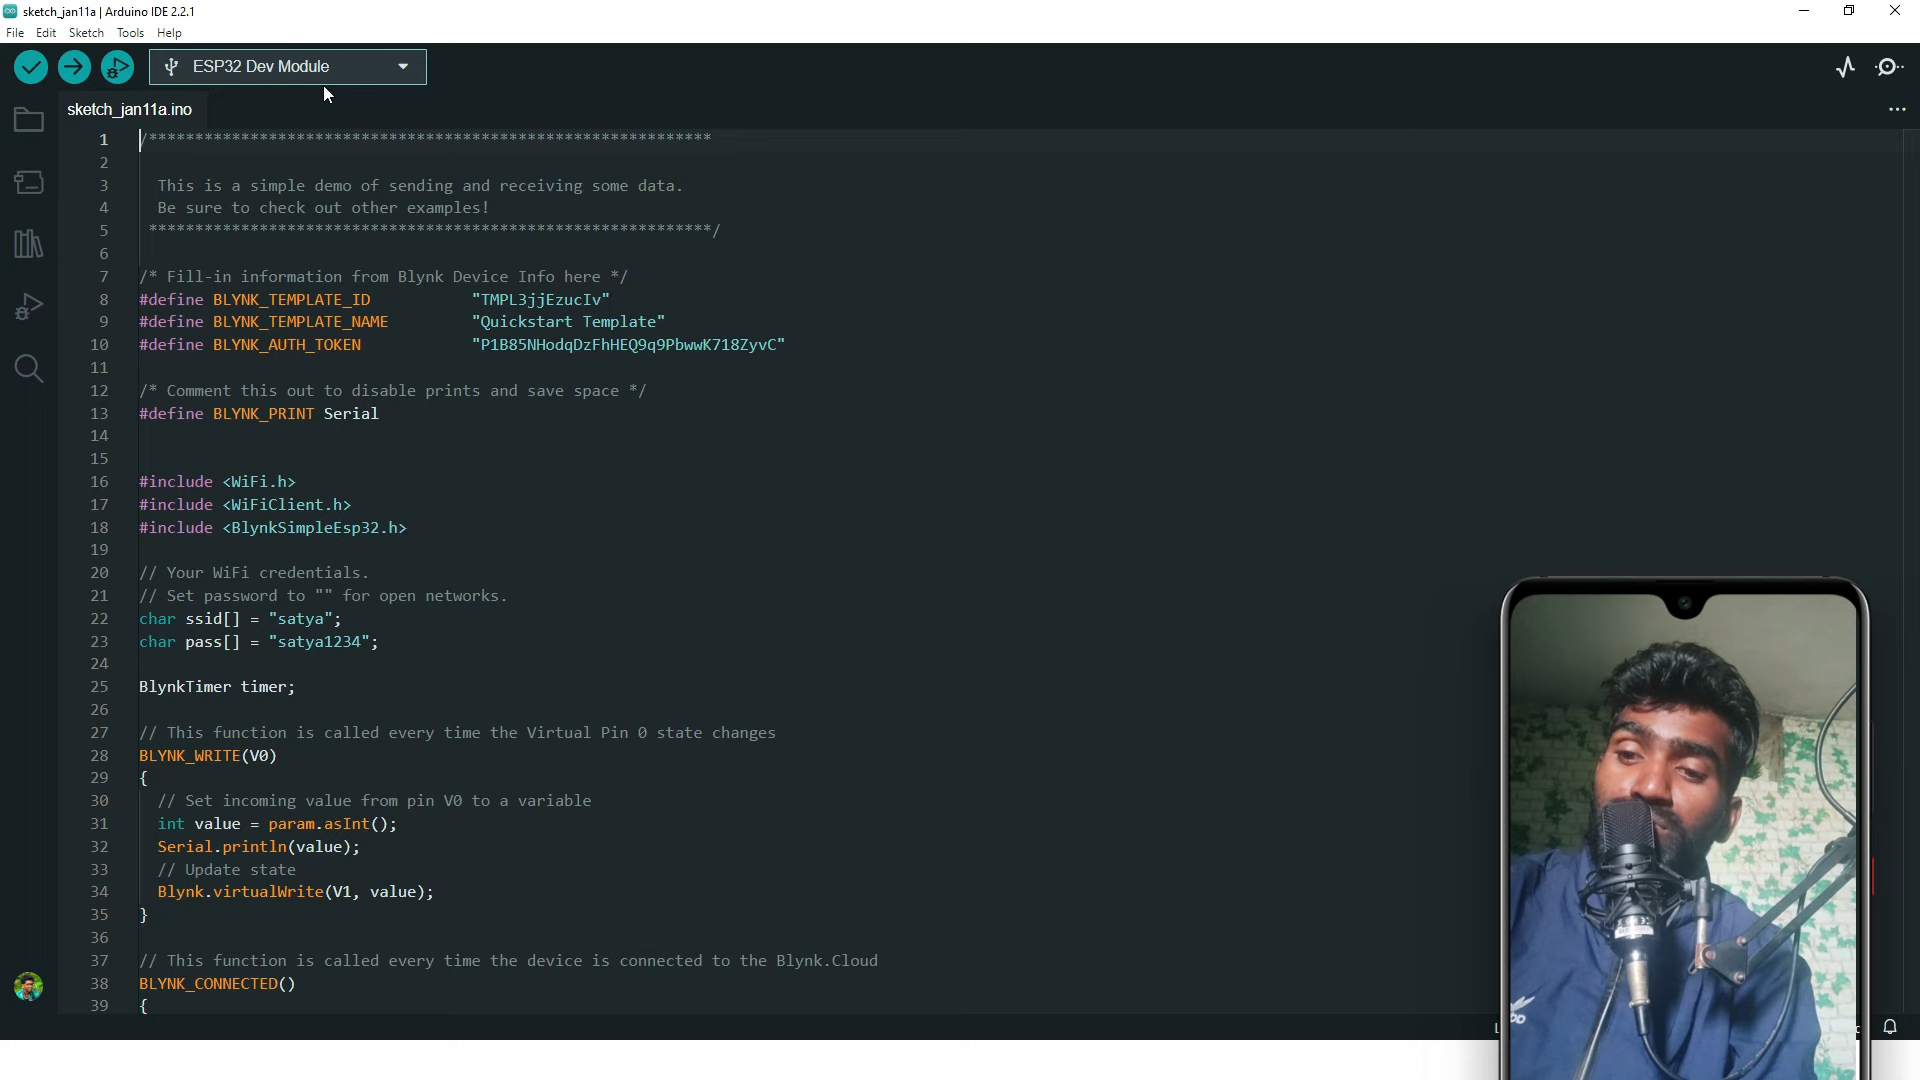 sketch_jan11a | Arduino IDE 2.2.1
File Edit Sketch Tools Help
ESP32 Dev Module
sketch_jan11a.ino
1 /*************************************************************
2
3 This is a simple demo of sending and receiving some data.
4 Be sure to check out other examples!
5 *************************************************************/
6
7 /* Fill-in information from Blynk Device Info here */
8 #define BLYNK_TEMPLATE_ID "TMPL3jjEzucIv"
9 #define BLYNK_TEMPLATE_NAME "Quickstart Template"
10 #define BLYNK_AUTH_TOKEN "P1B85NHodqDzFhHEQ9q9PbwwK718ZyvC"
11
12 /* Comment this out to disable prints and save space */
13 #define BLYNK_PRINT Serial
14
15
16 #include <WiFi.h>
17 #include <WiFiClient.h>
18 #include <BlynkSimpleEsp32.h>
19
20 // Your WiFi credentials.
21 // Set password to "" for open networks.
22 char ssid[] = "satya";
23 char pass[] = "satya1234";
24
25 BlynkTimer timer;
26
27 // This function is called every time the Virtual Pin 0 state changes
28 BLYNK_WRITE(V0)
29 {
30 // Set incoming value from pin V0 to a variable
31 int value = param.asInt();
32 Serial.println(value);
33 // Update state
34 Blynk.virtualWrite(V1, value);
35 }
36
37 // This function is called every time the device is connected to the Blynk.Cloud
38 BLYNK_CONNECTED()
39 {